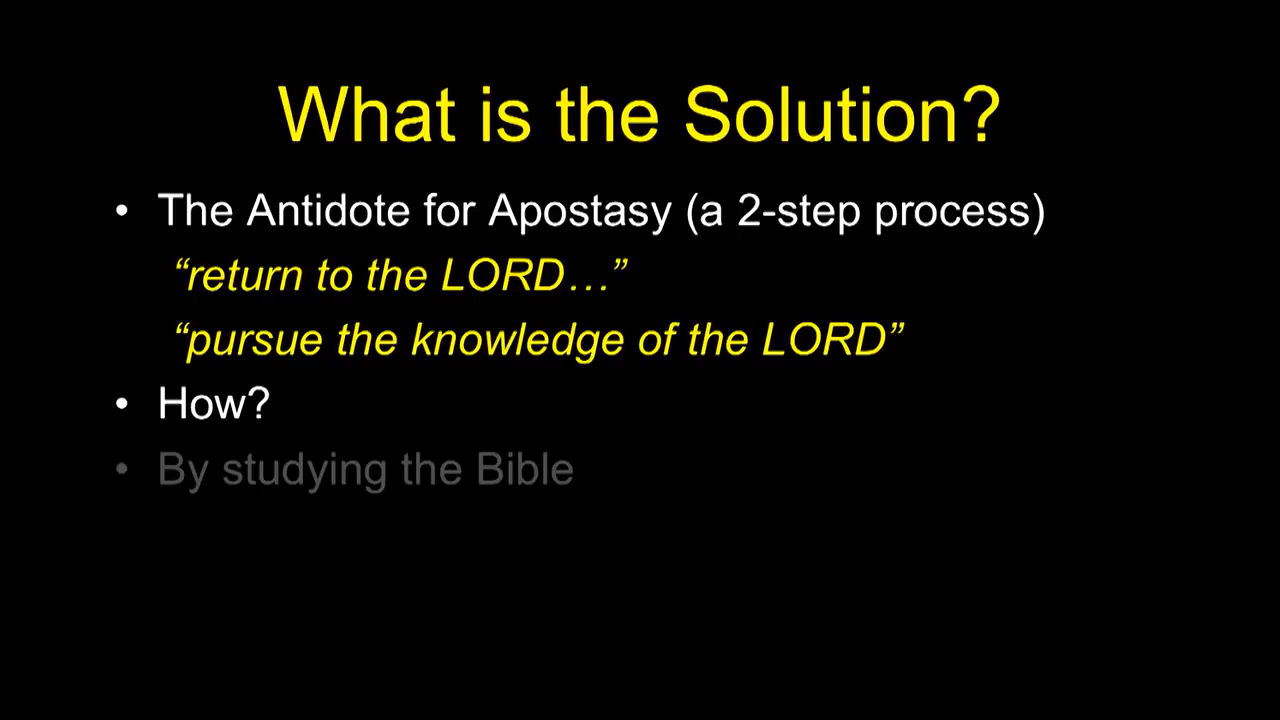 What is the Solution?
• The Antidote for Apostasy (a 2-step process)
“return to the LORD…”
“pursue the knowledge of the LORD”
• How?
• By studying the Bible